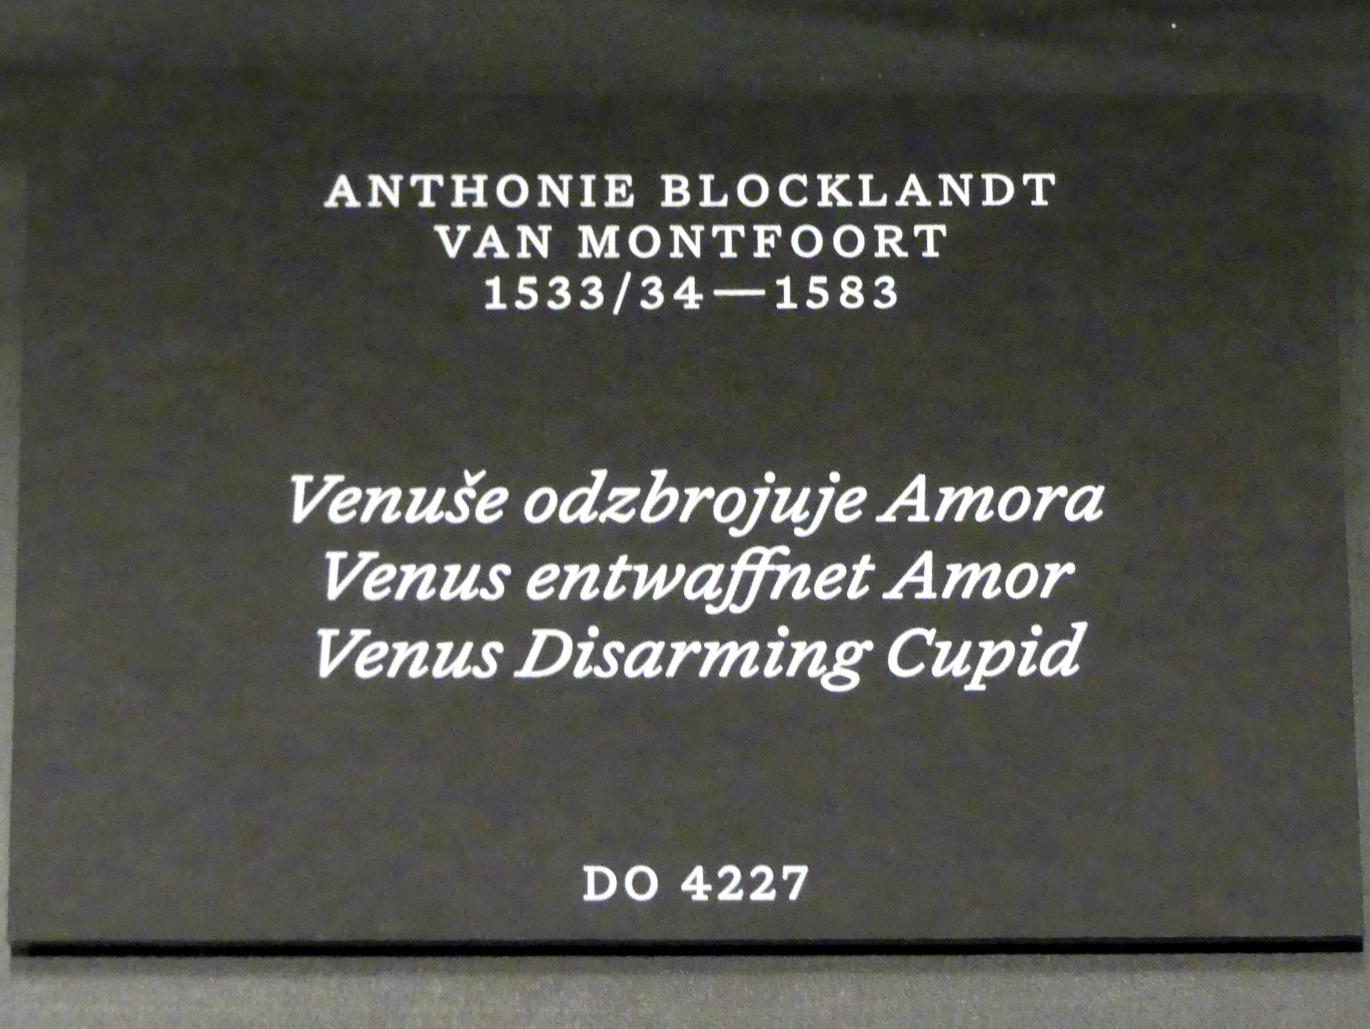 ANTHONIE BLOCKLANDT
VAN MONTFOORT
1533/34—1583
Venuše odzbrojuje Amora
Venus entwaffnet Amor
Venus Disarming Cupid
DO 4227